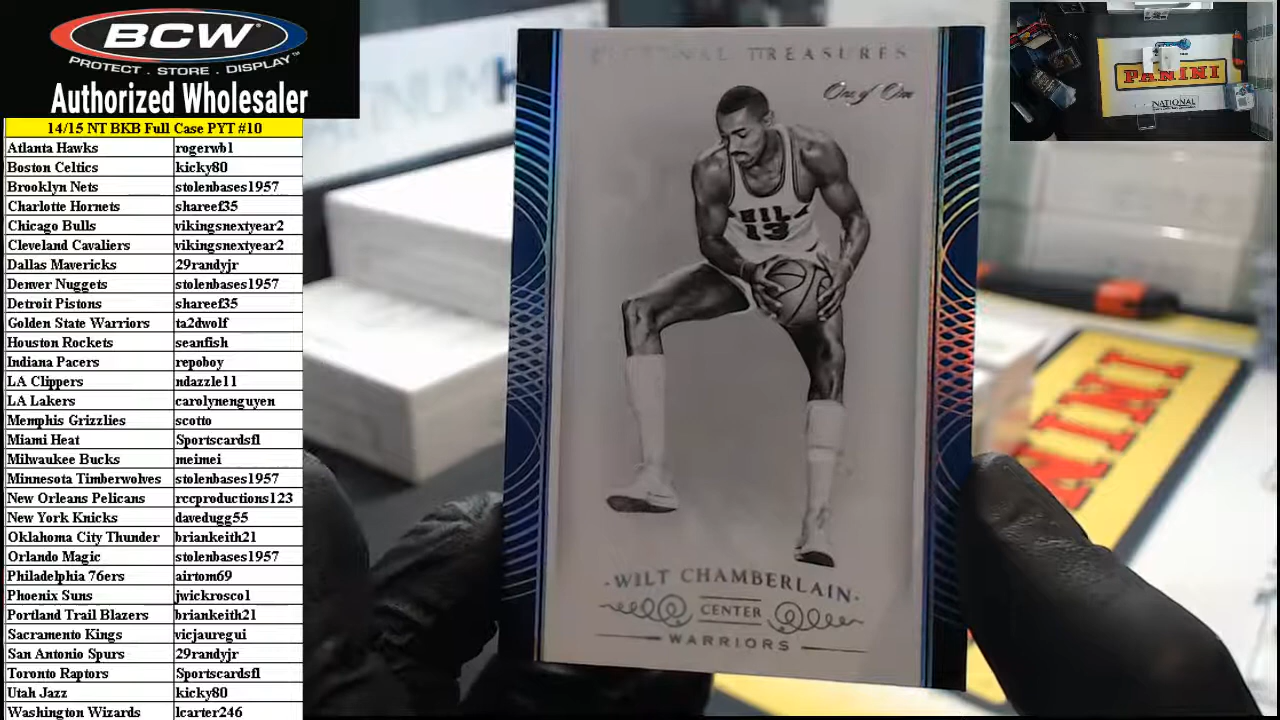 BCW
PROTECT . STORE . DISPLAY™
Authorized Wholesaler
14/15 NT BKB Full Case PYT #10
Atlanta Hawks rogerwb1
Boston Celtics kicky80
Brooklyn Nets stolenbases1957
Charlotte Hornets shareef35
Chicago Bulls vikingsnextyear2
Cleveland Cavaliers vikingsnextyear2
Dallas Mavericks 29randyjr
Denver Nuggets stolenbases1957
Detroit Pistons shareef35
Golden State Warriors ta2dwolf
Houston Rockets seanfish
Indiana Pacers repoboy
LA Clippers ndazzle11
LA Lakers carolynenguyen
Memphis Grizzlies scotto
Miami Heat Sportscardsfl
Milwaukee Bucks meimei
Minnesota Timberwolves stolenbases1957
New Orleans Pelicans rccproductions123
New York Knicks davedugg55
Oklahoma City Thunder briankeith21
Orlando Magic stolenbases1957
Philadelphia 76ers airtom69
Phoenix Suns jwickrosco1
Portland Trail Blazers briankeith21
Sacramento Kings vicjauregui
San Antonio Spurs 29randyjr
Toronto Raptors Sportscardsfl
Utah Jazz kicky80
Washington Wizards lcarter246
TREASURES
One of One
PHILA
13
·WILT CHAMBERLAIN·
CENTER
WARRIORS
PANINI
NATIONAL